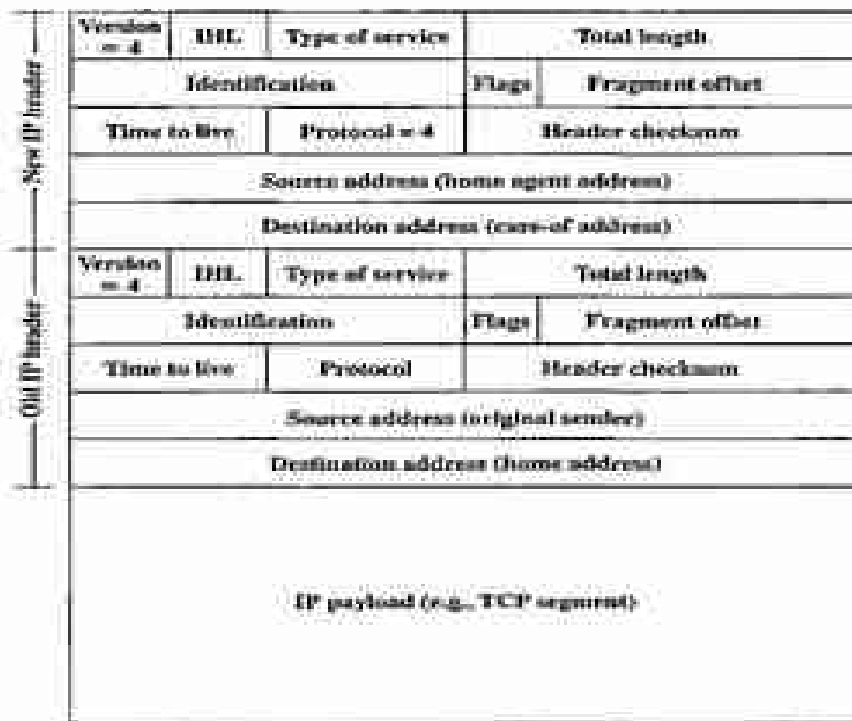 New IP header
Version = 4 IHL Type of service Total length
Identification Flags Fragment offset
Time to live Protocol = 4 Header checksum
Source address (home agent address)
Destination address (care-of address)
Old IP header
Version = 4 IHL Type of service Total length
Identification Flags Fragment offset
Time to live Protocol Header checksum
Source address (original sender)
Destination address (home address)
IP payload (e.g., TCP segment)